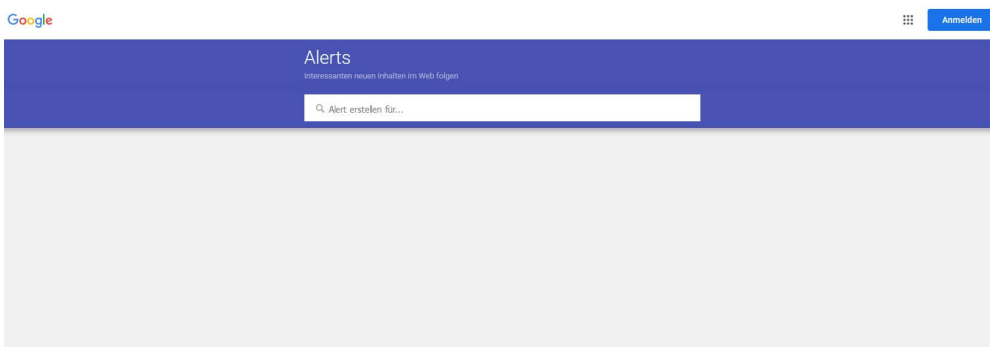 Google
Anmelden
Alerts
Interessanten neuen Inhalten im Web folgen
Alert erstellen für...